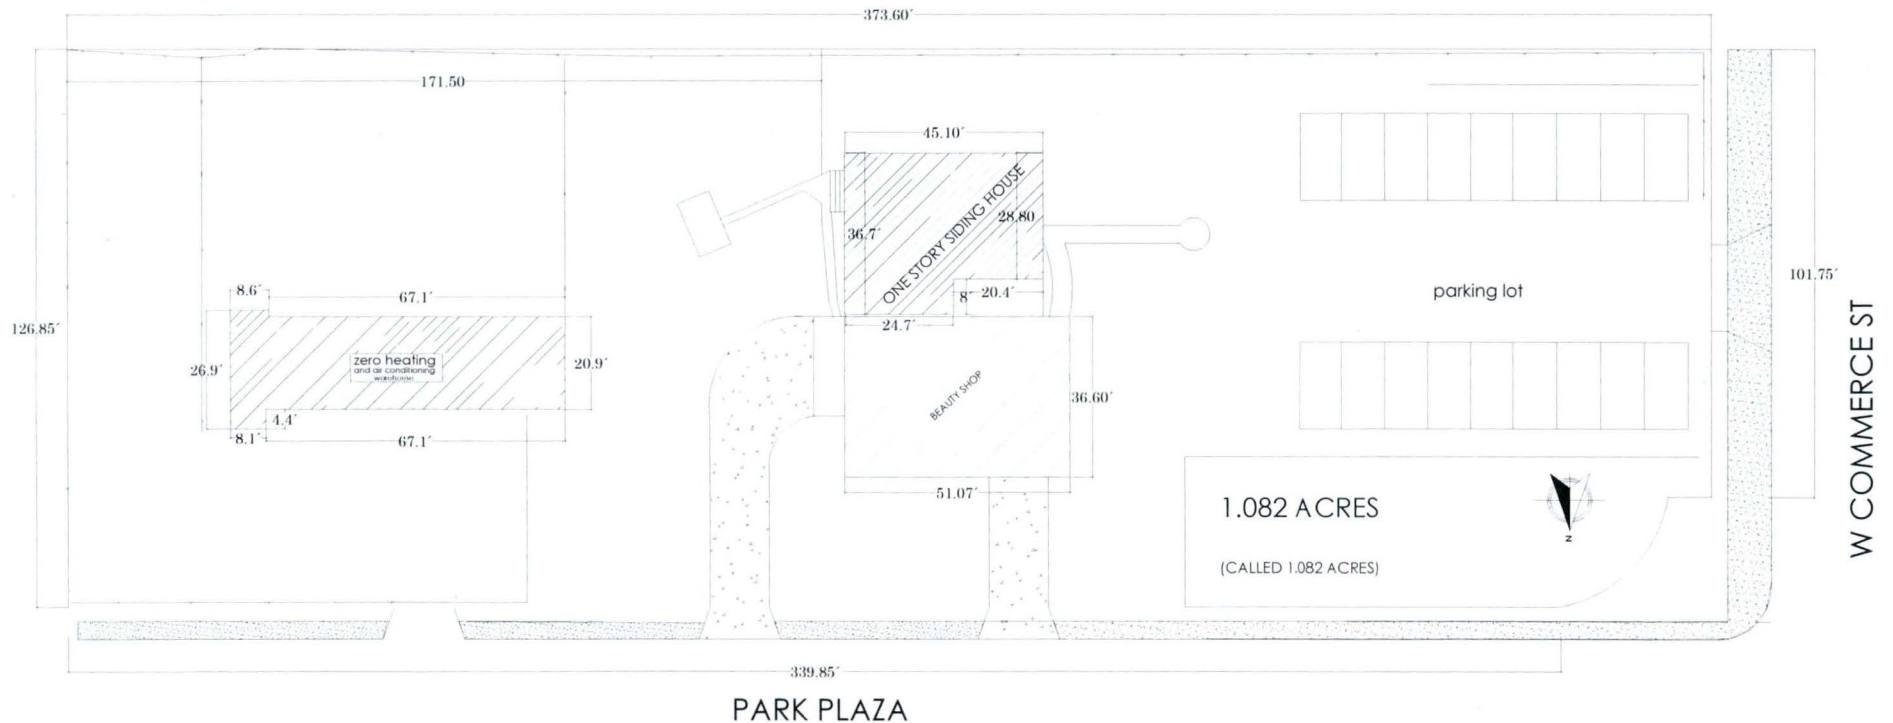 373.60´
171.50
45.10´
ONE STORY SIDING HOUSE
28.80
36.7´
101.75´
8.6´
67.1´
8´
20.4´
parking lot
24.7´
126.85´
zero heating
and air conditioning
warehouse
26.9´
20.9´
BEAUTY SHOP
36.60´
W COMMERCE ST
4.4´
8.1´
67.1´
51.07´
1.082 ACRES
z
(CALLED 1.082 ACRES)
339.85´
PARK PLAZA